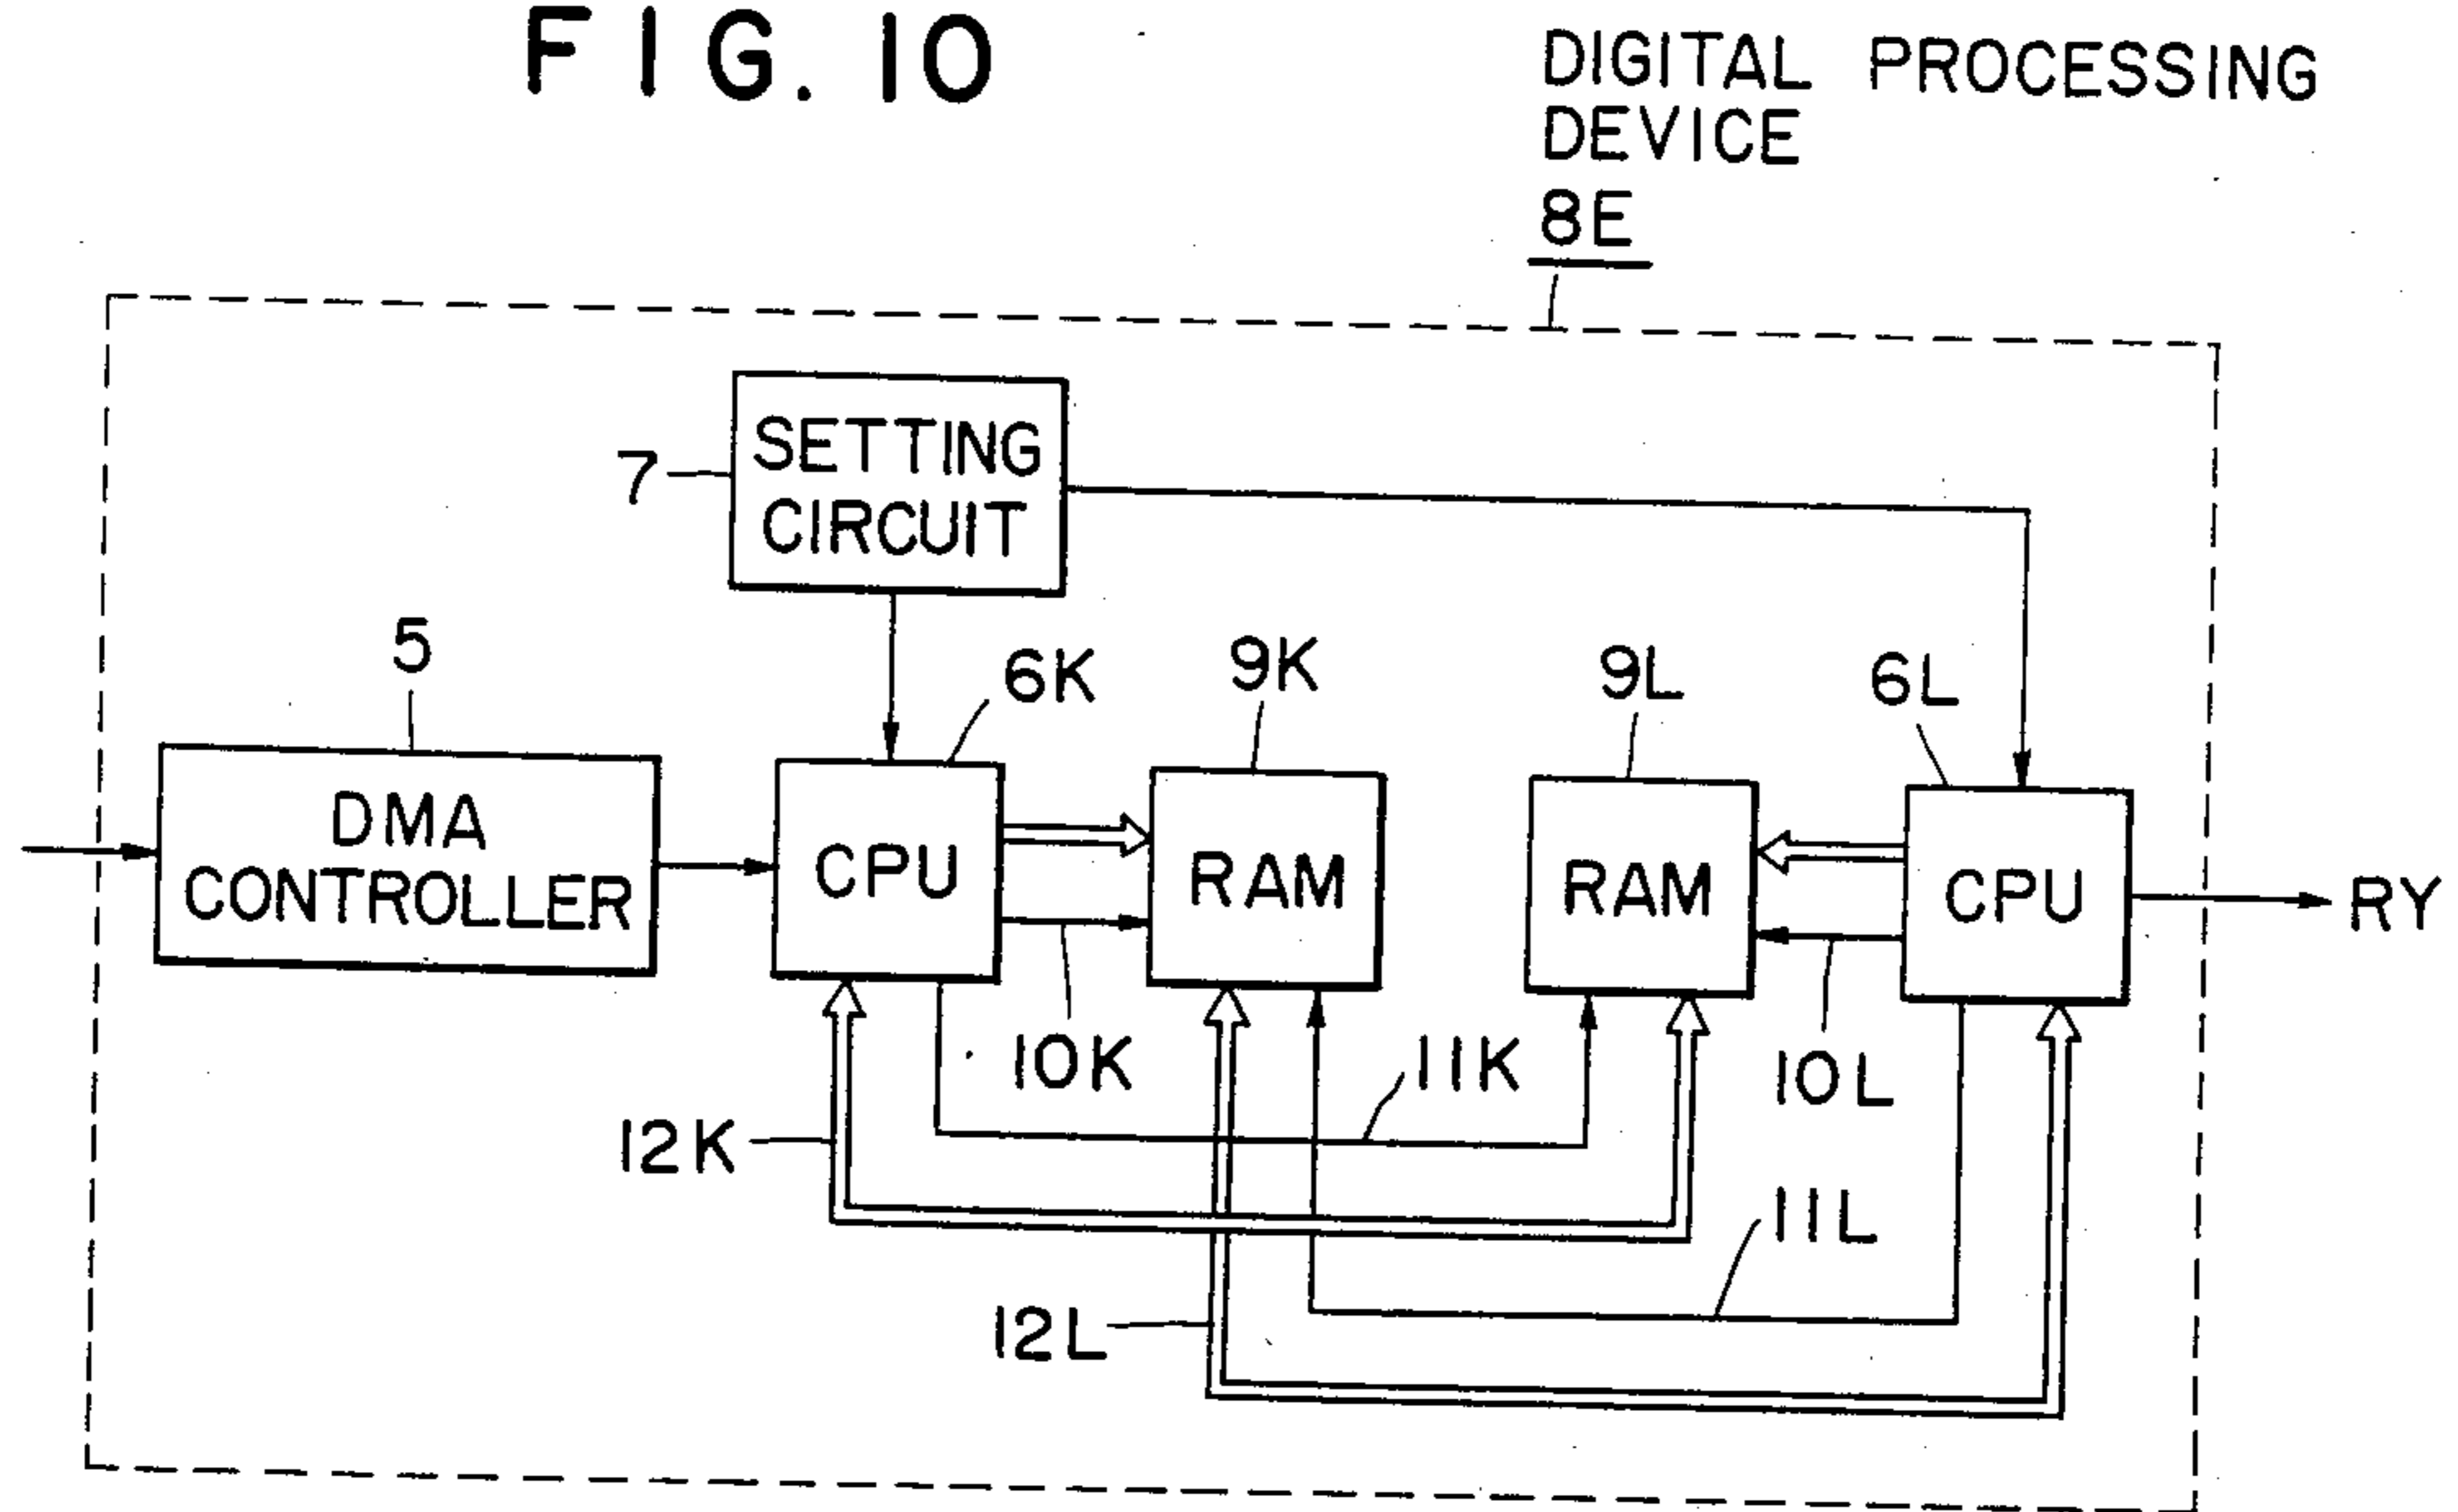 FIG. 10
DIGITAL PROCESSING
DEVICE
8E
SETTING
CIRCUIT
7
5
6K
9K
9L
6L
DMA
CONTROLLER
CPU
RAM
RAM
CPU
RY
10K
11K
10L
12K
11L
12L